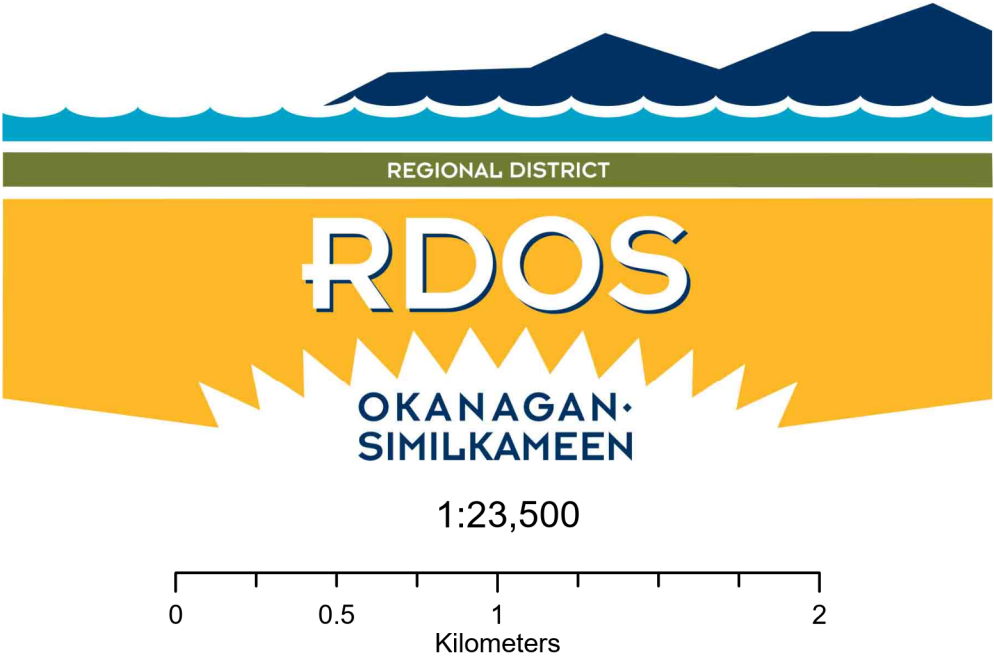 REGIONAL DISTRICT
RDOS
OKANAGAN·
SIMILKAMEEN
1:23,500
0 0.5 1 2
Kilometers